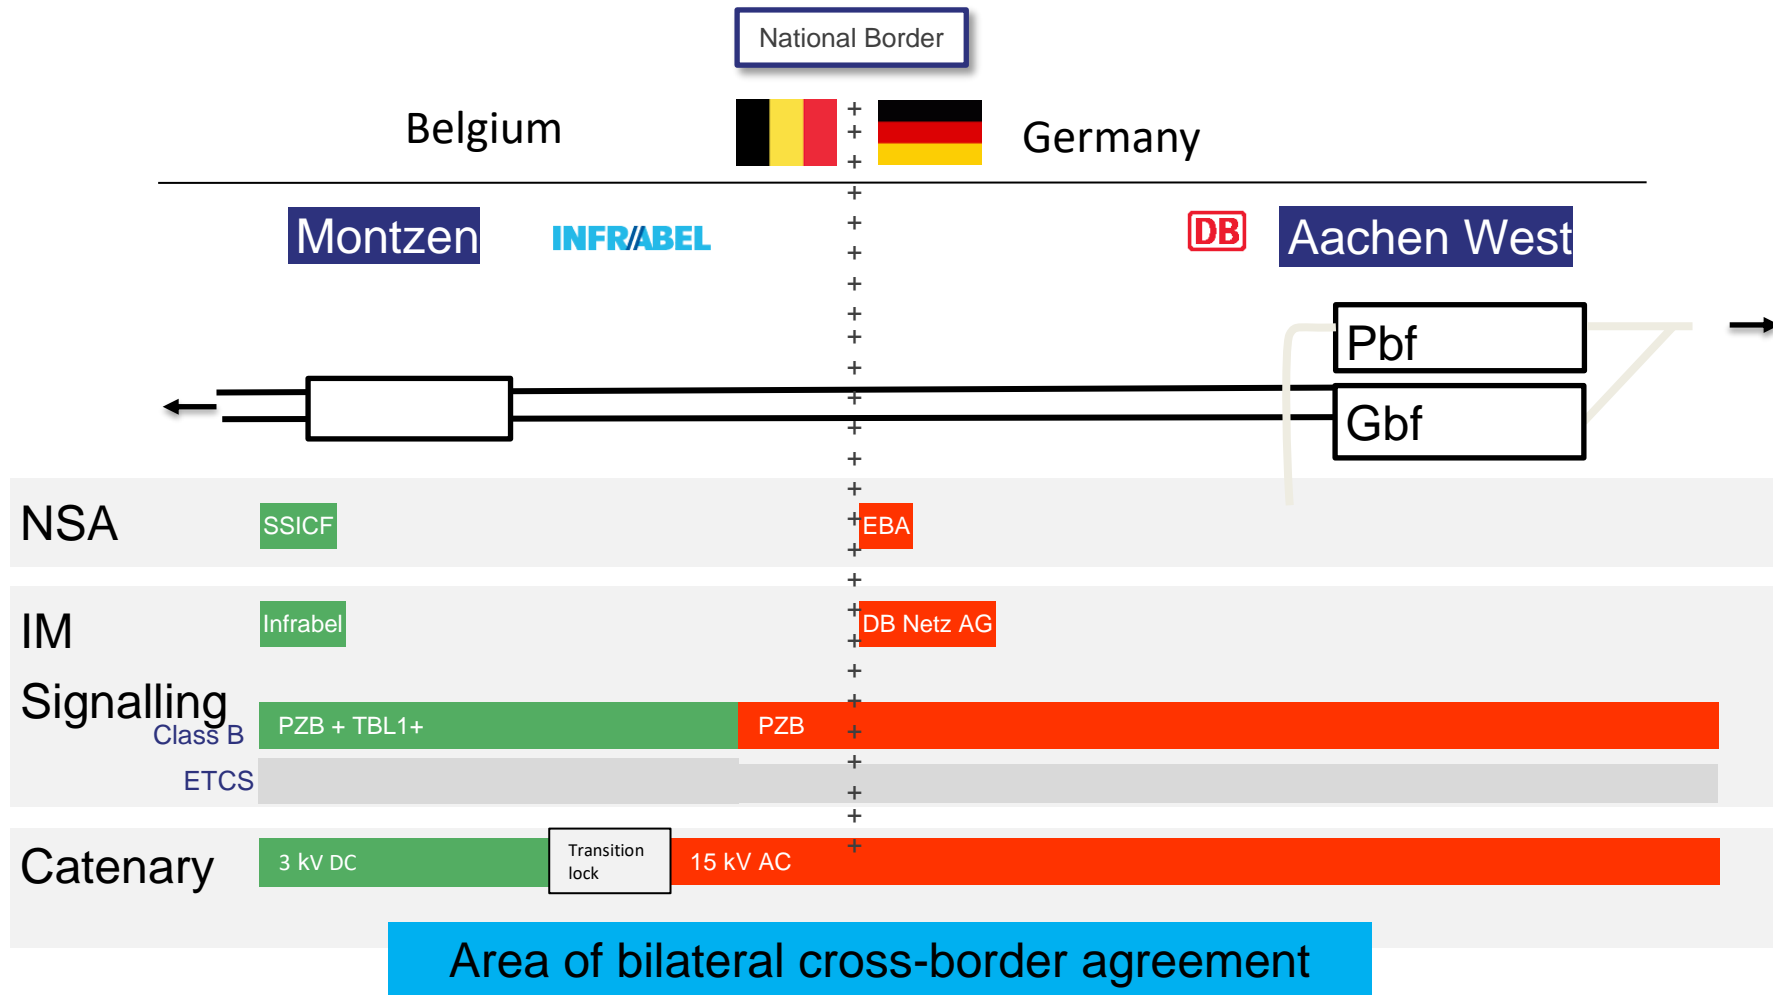 National Border
Belgium
Germany
Montzen
INFRABEL
DB
Aachen West
Pbf
Gbf
NSA
SSICF
EBA
IM
Infrabel
DB Netz AG
Signalling
Class B
PZB + TBL1+
PZB
ETCS
Catenary
3 kV DC
Transition
lock
15 kV AC
Area of bilateral cross-border agreement